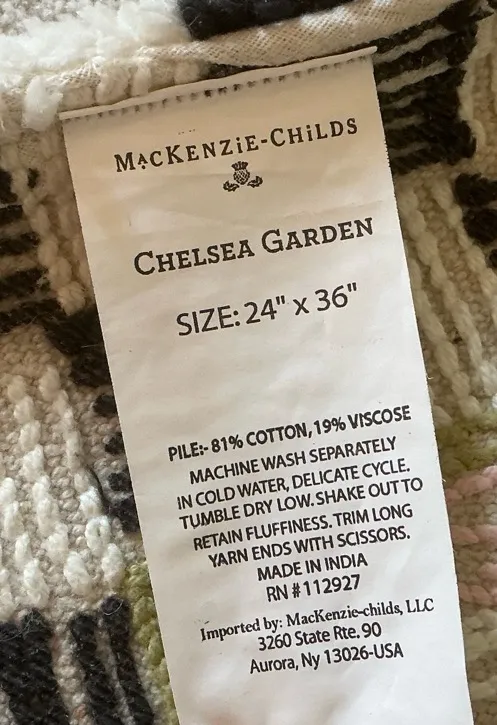 MacKENZiE-CHiLDS
CHELSEA GARDEN
SIZE: 24" x 36"
PILE:- 81% COTTON, 19% VISCOSE
MACHINE WASH SEPARATELY
IN COLD WATER, DELICATE CYCLE.
TUMBLE DRY LOW. SHAKE OUT TO
RETAIN FLUFFINESS. TRIM LONG
YARN ENDS WITH SCISSORS.
MADE IN INDIA
RN # 112927
Imported by: MacKenzie-childs, LLC
3260 State Rte. 90
Aurora, Ny 13026-USA